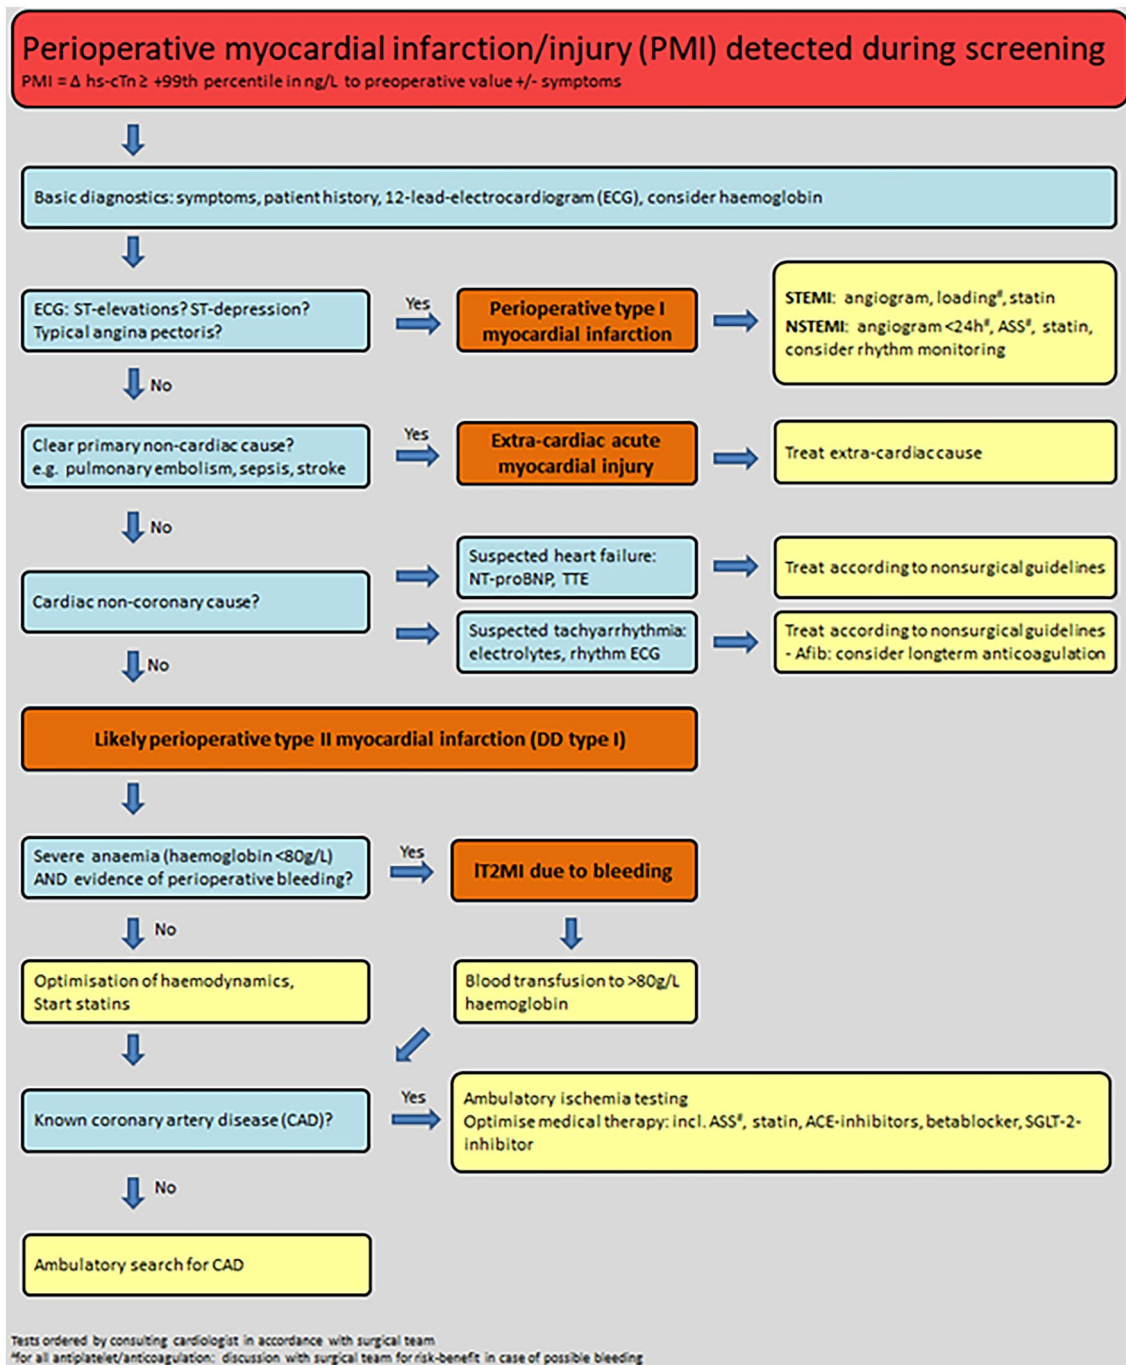 Perioperative myocardial infarction/injury (PMI) detected during screening
PMI = Δ hs-cTn ≥ +99th percentile in ng/L to preoperative value +/- symptoms
Basic diagnostics: symptoms, patient history, 12-lead-electrocardiogram (ECG), consider haemoglobin
ECG: ST-elevations? ST-depression?
Typical angina pectoris?
Yes
Perioperative type I
myocardial infarction
STEMI: angiogram, loading#, statin
NSTEMI: angiogram <24h#, ASS#, statin,
consider rhythm monitoring
No
Clear primary non-cardiac cause?
e.g. pulmonary embolism, sepsis, stroke
Yes
Extra-cardiac acute
myocardial injury
Treat extra-cardiac cause
No
Cardiac non-coronary cause?
Suspected heart failure:
NT-proBNP, TTE
Treat according to nonsurgical guidelines
Suspected tachyarrhythmia:
electrolytes, rhythm ECG
Treat according to nonsurgical guidelines
- Afib: consider longterm anticoagulation
No
Likely perioperative type II myocardial infarction (DD type I)
Severe anaemia (haemoglobin <80g/L)
AND evidence of perioperative bleeding?
Yes
lT2MI due to bleeding
No
Optimisation of haemodynamics,
Start statins
Blood transfusion to >80g/L
haemoglobin
Known coronary artery disease (CAD)?
Yes
Ambulatory ischemia testing
Optimise medical therapy: incl. ASS#, statin, ACE-inhibitors, betablocker, SGLT-2-
inhibitor
No
Ambulatory search for CAD
Tests ordered by consulting cardiologist in accordance with surgical team
#for all antiplatelet/anticoagulation: discussion with surgical team for risk-benefit in case of possible bleeding